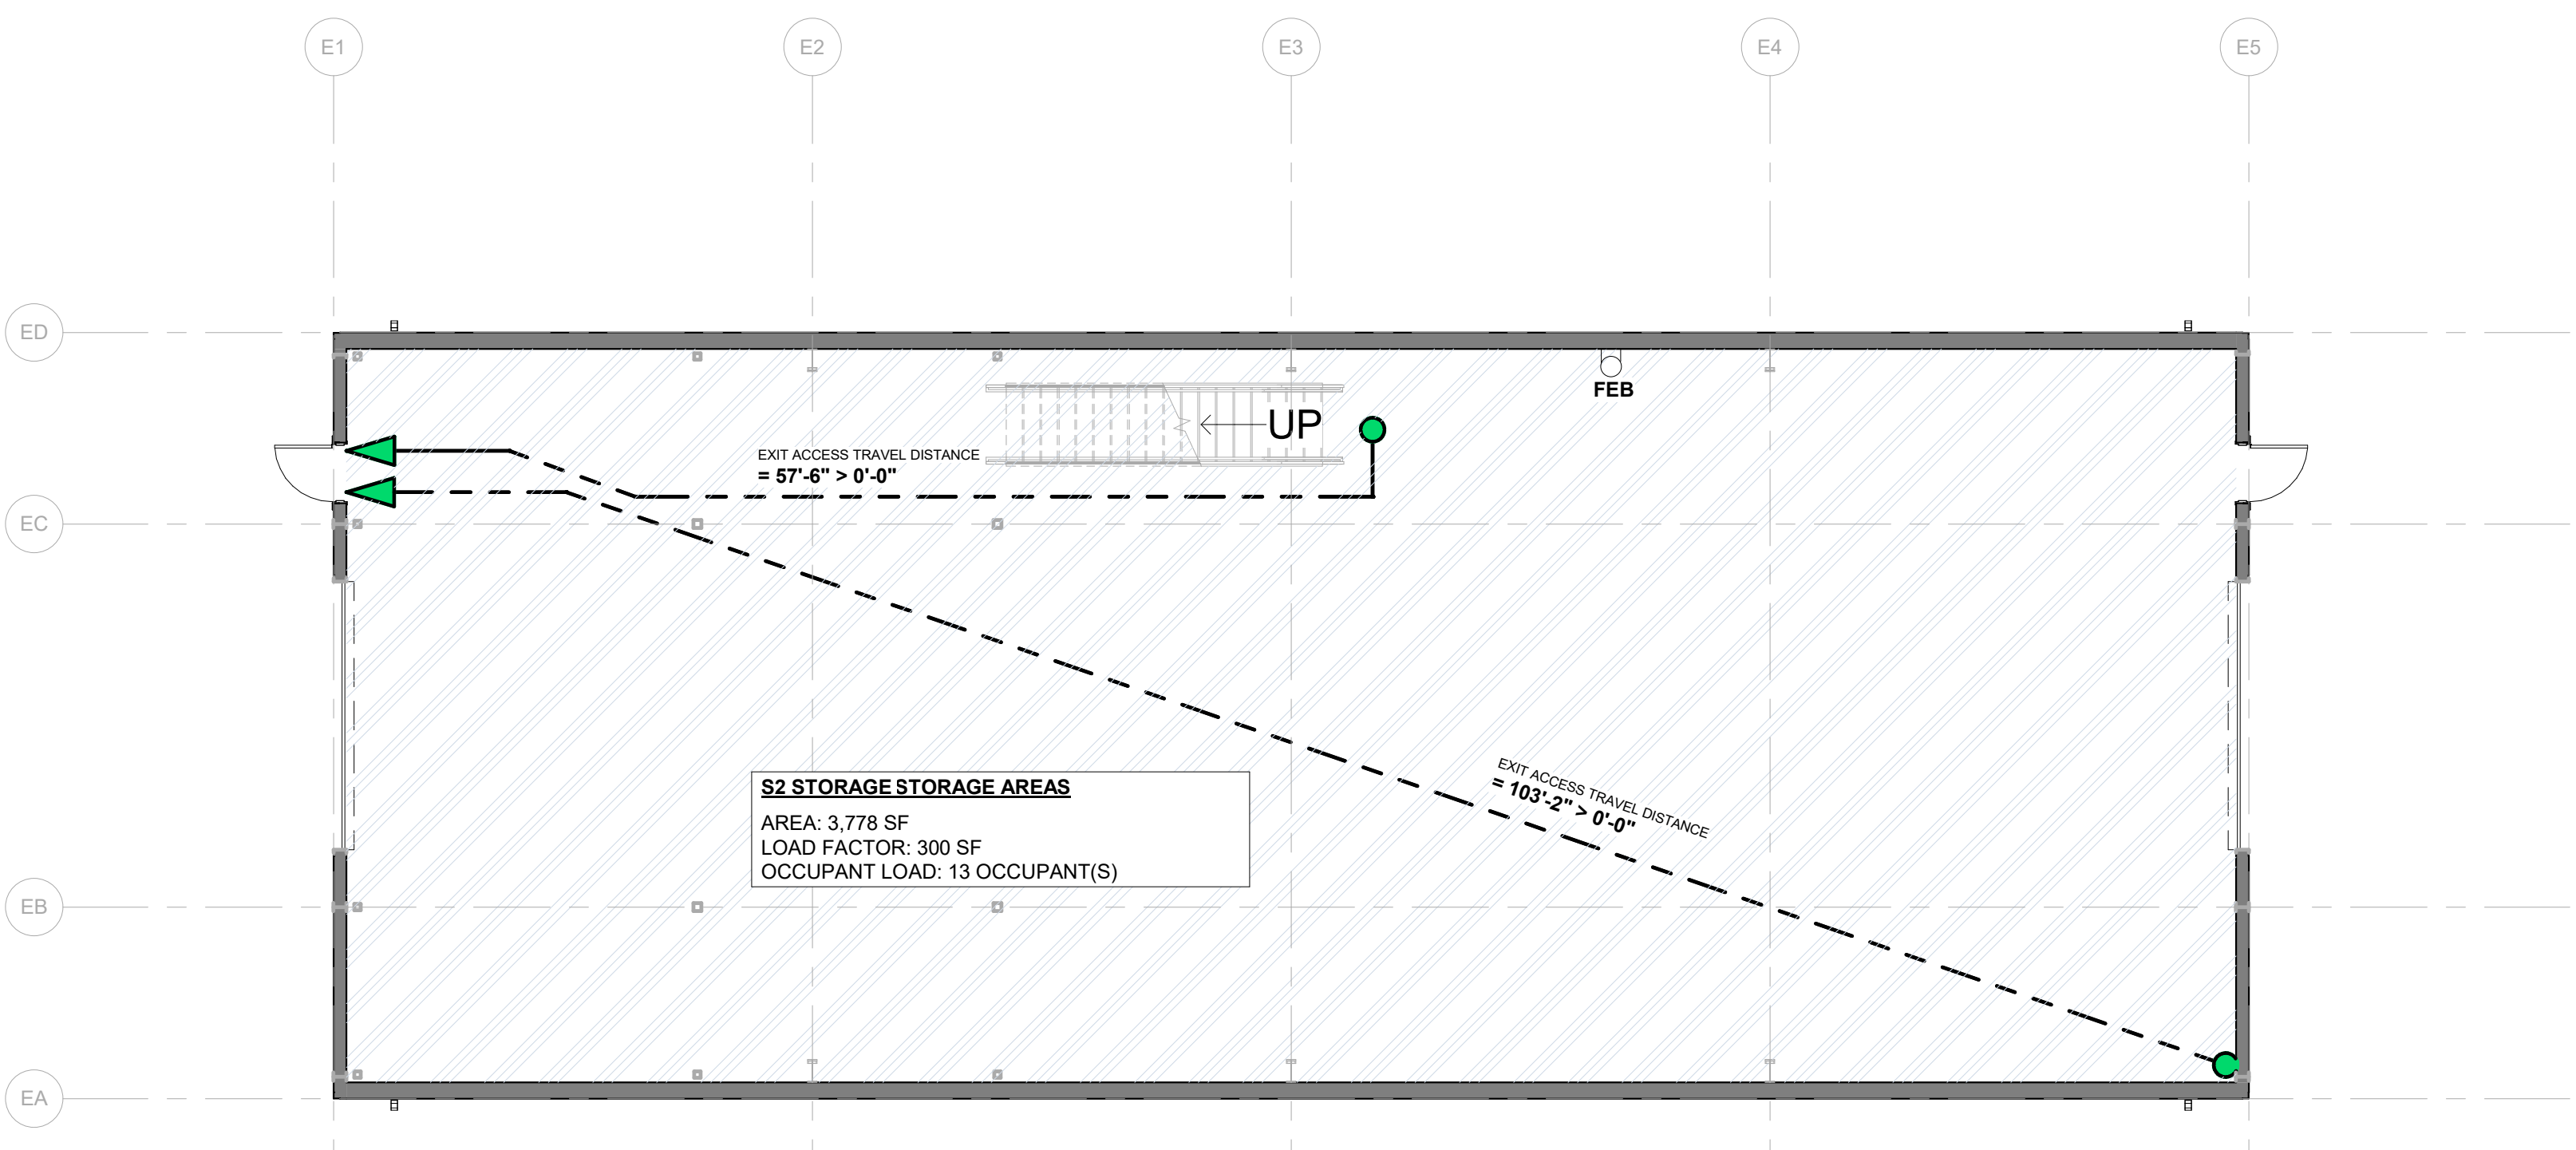 E1
E2
E3
E4
E5
ED
FEB
UP
EXIT ACCESS TRAVEL DISTANCE
= 57'-6" > 0'-0"
EC
EXIT ACCESS TRAVEL DISTANCE
= 103'-2" > 0'-0"
S2 STORAGE STORAGE AREAS
AREA: 3,778 SF
LOAD FACTOR: 300 SF
OCCUPANT LOAD: 13 OCCUPANT(S)
EB
EA